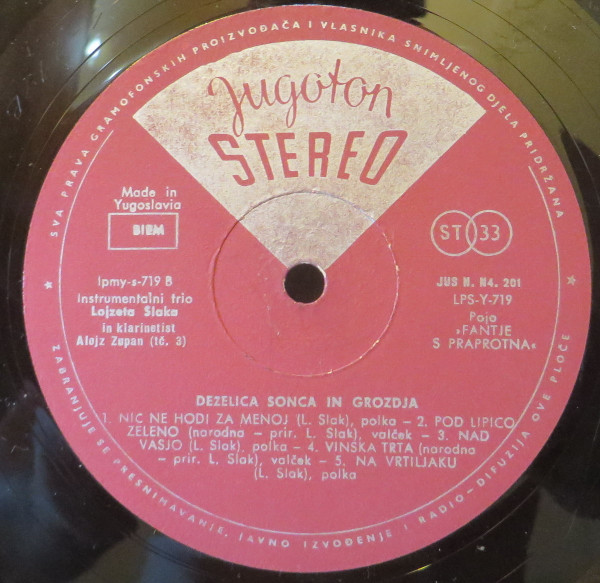 SVA PRAVA GRAMOFONSKIH PROIZVOĐAČA I VLASNIKA SNIMLJENOG DJELA PRIDRŽANA
Jugoton
STEREO
Made in
Yugoslavia
BIEM
ST 33
lpmy-s-719 B
Instrumentalni trio
Lojzeta Slaka
in klarinetist
Alojz Zupan (tč. 3)
JUS N. N4. 201
LPS-Y-719
Pojo
»FANTJE
S PRAPROTNA«
DEZELICA SONCA IN GROZDJA
1. NIC NE HODI ZA MENOJ (L. Slak), polka – 2. POD LIPICO
ZELENO (narodna – prir. L. Slak), valček – 3. NAD
VASJO (L. Slak), polka – 4. VINSKA TRTA (narodna
– prir. L. Slak), valček – 5. NA VRTILJAKU
(L. Slak), polka
ZABRANJUJE SE PRESNIMAVANJE, JAVNO IZVOĐENJE I RADIO-DIFUZIJA OVE PLOČE